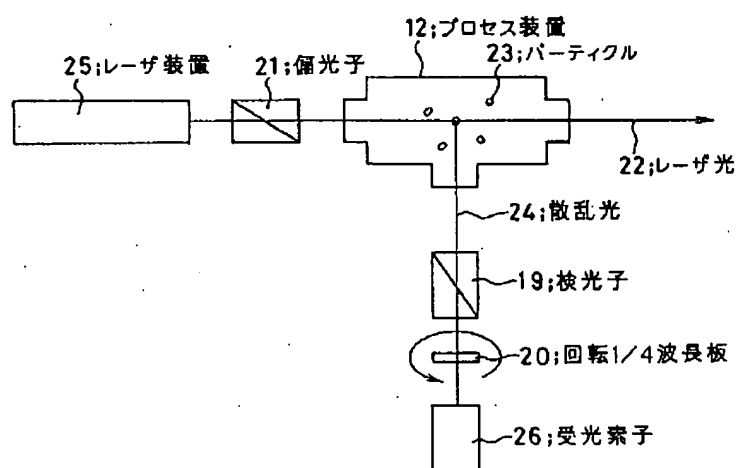 12;プロセス装置
25;レーザ装置
21;偏光子
23;パーティクル
22;レーザ光
24;散乱光
19;検光子
20;回転1/4波長板
26;受光素子